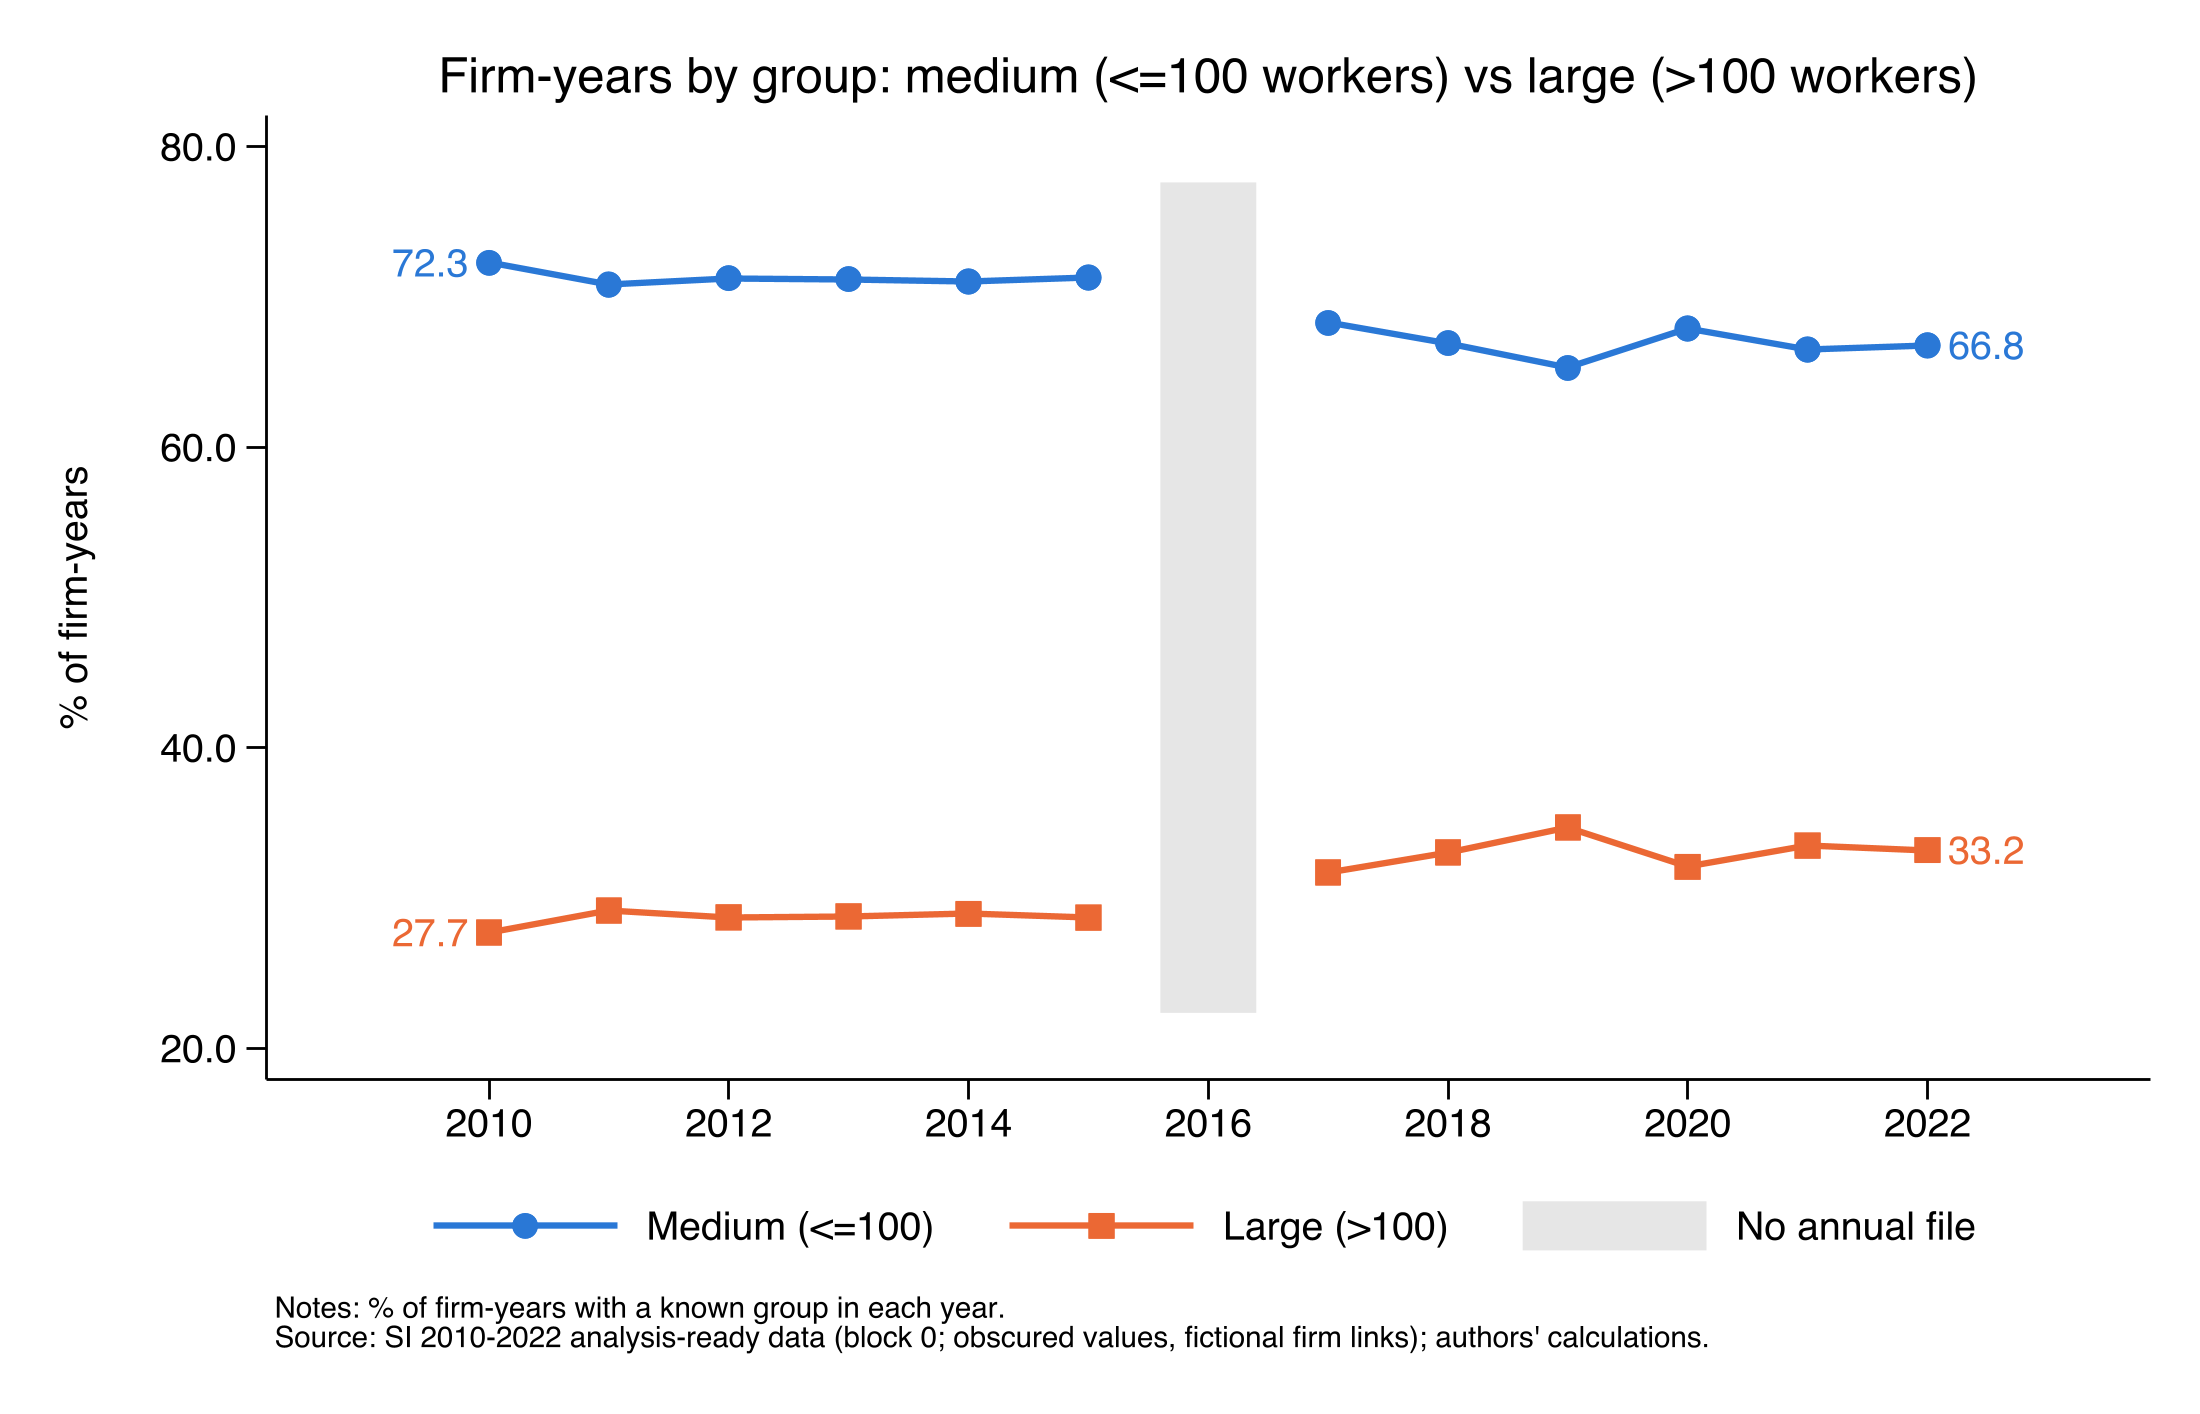 Firm-years by group: medium (<=100 workers) vs large (>100 workers)
80.0
60.0
40.0
20.0
% of firm-years
72.3
66.8
27.7
33.2
2010 2012 2014 2016 2018 2020 2022
Medium (<=100) Large (>100) No annual file
Notes: % of firm-years with a known group in each year.
Source: SI 2010-2022 analysis-ready data (block 0; obscured values, fictional firm links); authors' calculations.